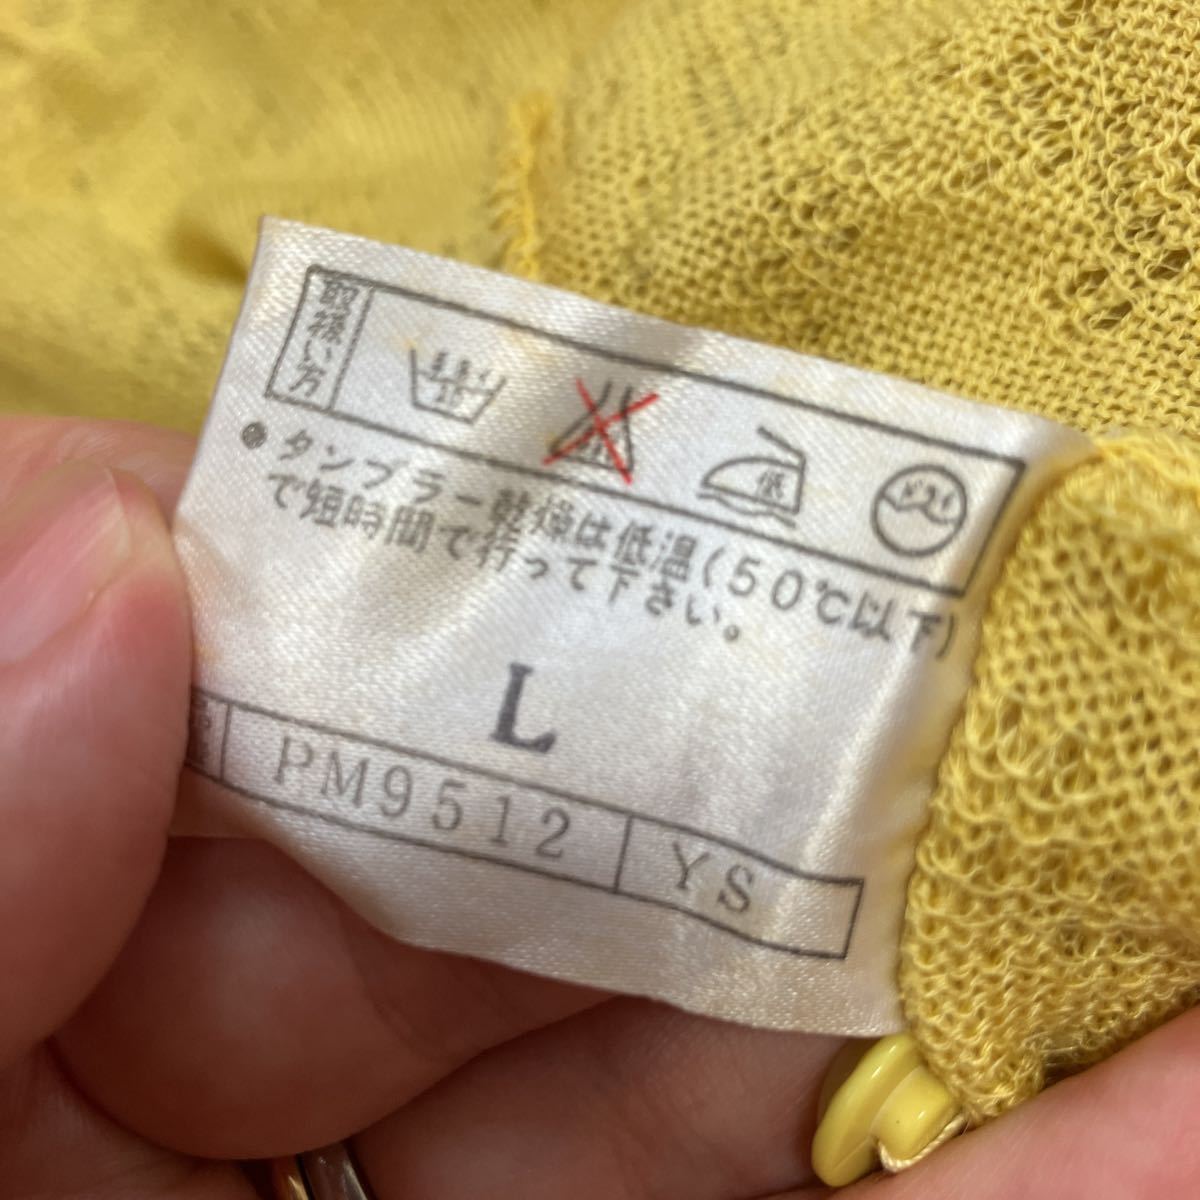 取扱い方
低
ドライ
● タンブラー乾燥は低温(50℃以下)
で短時間で行って下さい。
L
PM9512 YS